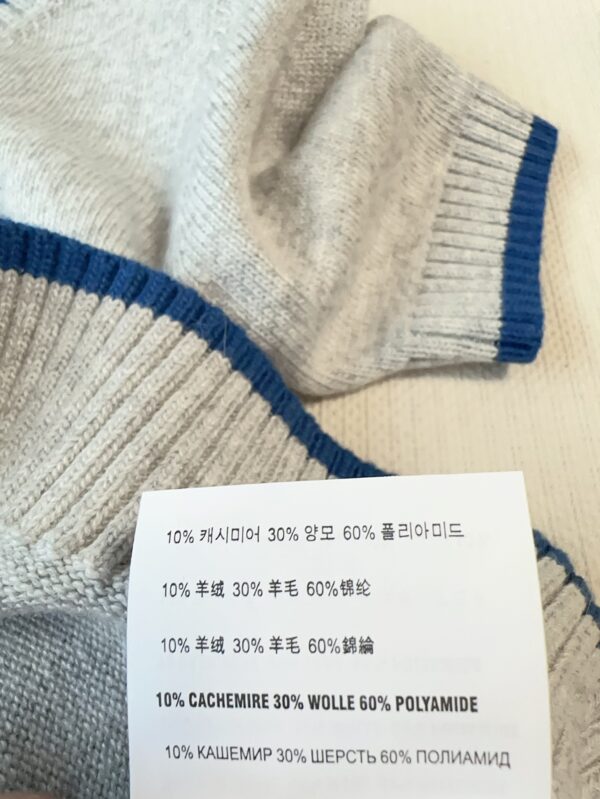 10% 캐시미어 30% 양모 60% 폴리아미드
10% 羊绒 30% 羊毛 60%锦纶
10% 羊绒 30% 羊毛 60%錦綸
10% CACHEMIRE 30% WOLLE 60% POLYAMIDE
10% КАШЕМИР 30% ШЕРСТЬ 60% ПОЛИАМИД